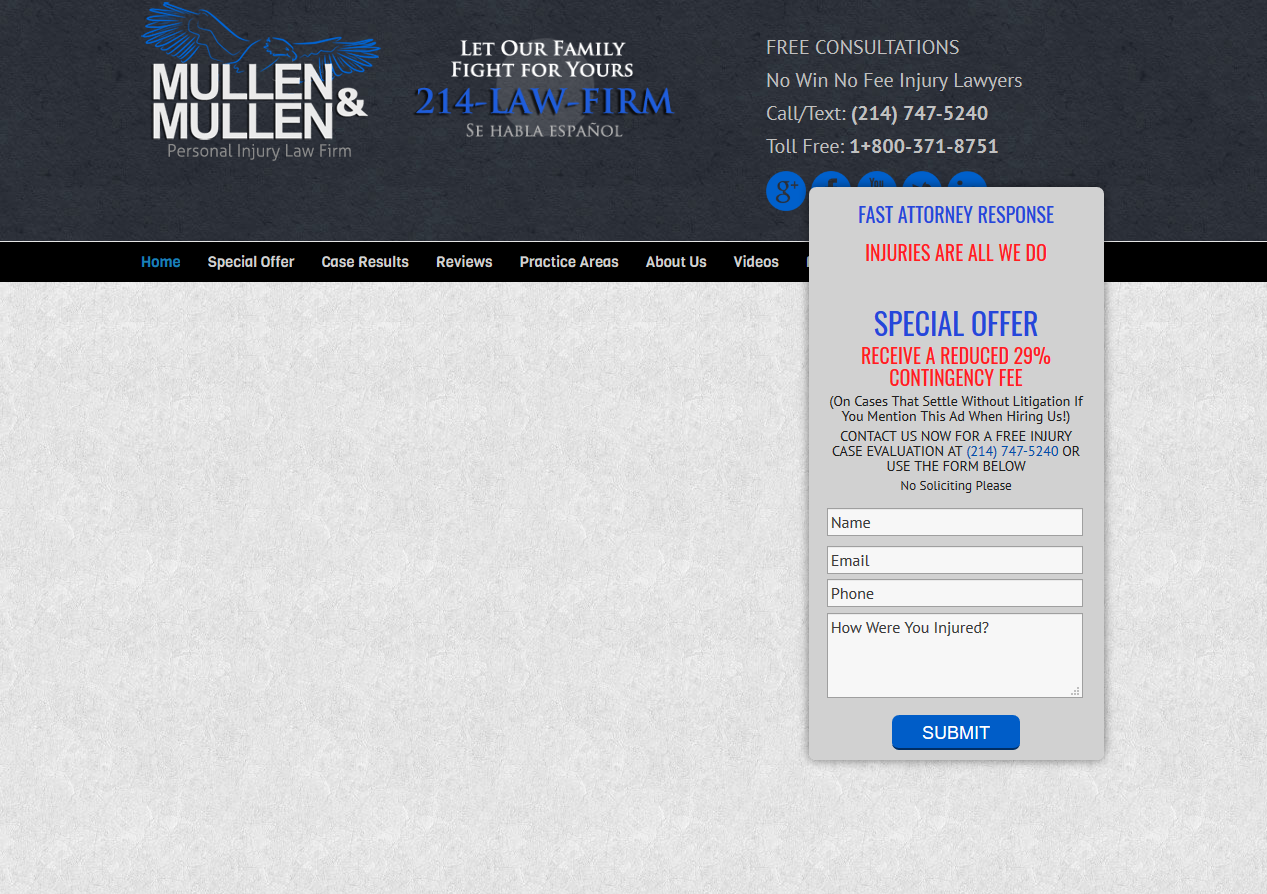 MULLEN &
MULLEN
Personal Injury Law Firm
LET OUR FAMILY
FIGHT FOR YOURS
214-LAW-FIRM
SE HABLA ESPAÑOL
FREE CONSULTATIONS
No Win No Fee Injury Lawyers
Call/Text: (214) 747-5240
Toll Free: 1+800-371-8751
g+
Home Special Offer Case Results Reviews Practice Areas About Us Videos
FAST ATTORNEY RESPONSE
INJURIES ARE ALL WE DO
SPECIAL OFFER
RECEIVE A REDUCED 29%
CONTINGENCY FEE
(On Cases That Settle Without Litigation If
You Mention This Ad When Hiring Us!)
CONTACT US NOW FOR A FREE INJURY
CASE EVALUATION AT (214) 747-5240 OR
USE THE FORM BELOW
No Soliciting Please
Name
Email
Phone
How Were You Injured?
SUBMIT